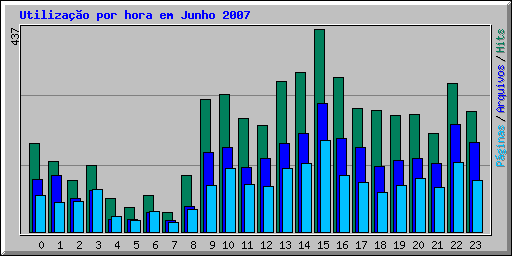 Utilização por hora em Junho 2007
437
Páginas / Arquivos / Hits
0 1 2 3 4 5 6 7 8 9 10 11 12 13 14 15 16 17 18 19 20 21 22 23